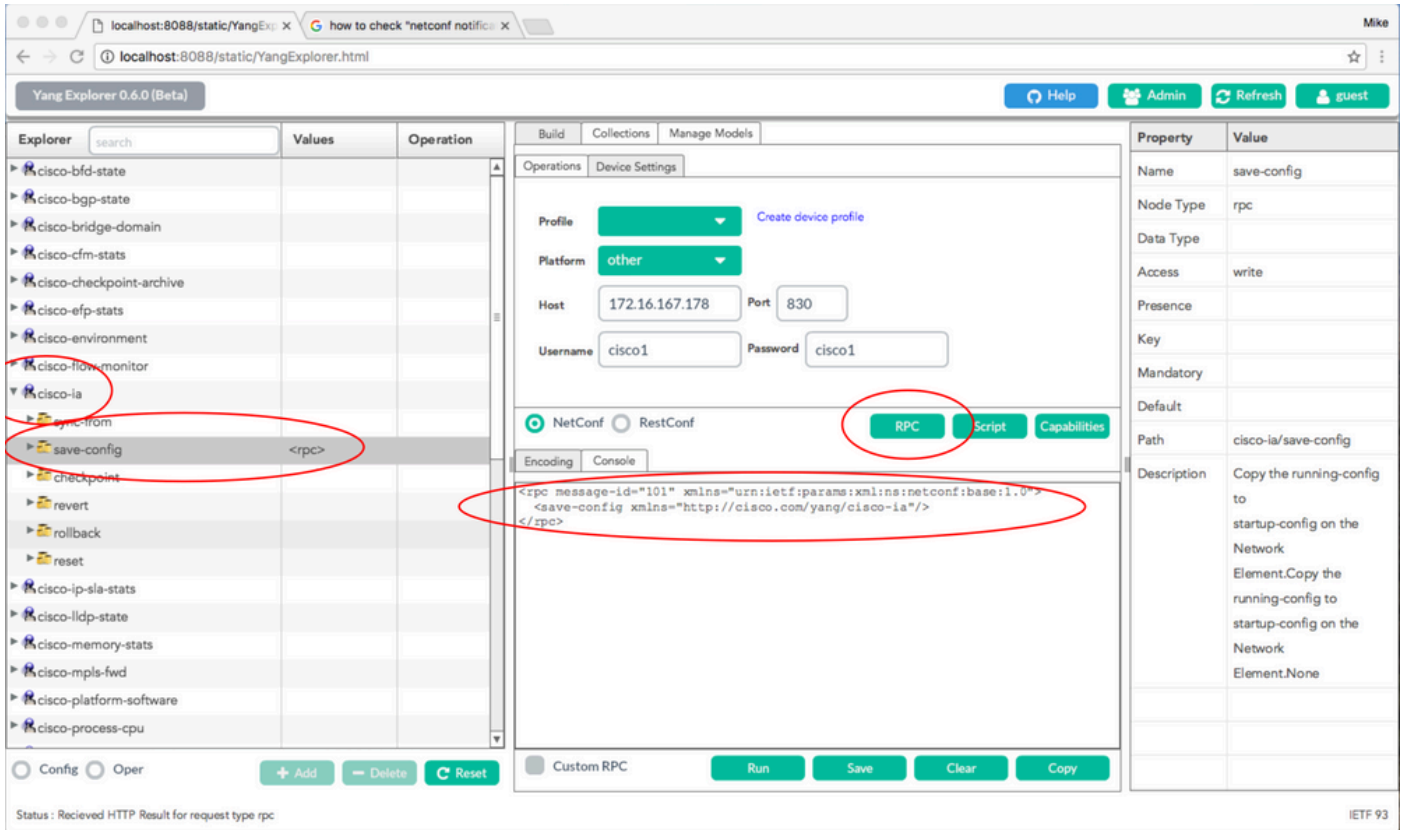 localhost:8088/static/YangExp
how to check "netconf notifica
Mike
localhost:8088/static/YangExplorer.html
Yang Explorer 0.6.0 (Beta)
Help
Admin
Refresh
guest
Explorer
search
Values
Operation
cisco-bfd-state
cisco-bgp-state
cisco-bridge-domain
cisco-cfm-stats
cisco-checkpoint-archive
cisco-efp-stats
cisco-environment
cisco-flow-monitor
cisco-ia
sync-from
save-config <rpc>
checkpoint
revert
rollback
reset
cisco-ip-sla-stats
cisco-lldp-state
cisco-memory-stats
cisco-mpls-fwd
cisco-platform-software
cisco-process-cpu
Config
Oper
+ Add
− Delete
Reset
Build
Collections
Manage Models
Operations
Device Settings
Profile
Create device profile
Platform other
Host 172.16.167.178 Port 830
Username cisco1 Password cisco1
NetConf
RestConf
RPC
Script
Capabilities
Encoding
Console
<rpc message-id="101" xmlns="urn:ietf:params:xml:ns:netconf:base:1.0">
<save-config xmlns="http://cisco.com/yang/cisco-ia"/>
</rpc>
Custom RPC
Run
Save
Clear
Copy
Property Value
Name save-config
Node Type rpc
Data Type
Access write
Presence
Key
Mandatory
Default
Path cisco-ia/save-config
Description Copy the running-config
to
startup-config on the
Network
Element.Copy the
running-config to
startup-config on the
Network
Element.None
Status : Recieved HTTP Result for request type rpc
IETF 93